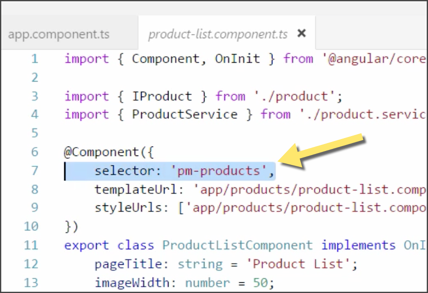 app.component.ts product-list.component.ts ×
1 import { Component, OnInit } from '@angular/core
2
3 import { IProduct } from './product';
4 import { ProductService } from './product.servic
5
6 @Component({
7 selector: 'pm-products',
8 templateUrl: 'app/products/product-list.compo
9 styleUrls: ['app/products/product-list.compo
10 })
11 export class ProductListComponent implements OnI
12 pageTitle: string = 'Product List';
13 imageWidth: number = 50;